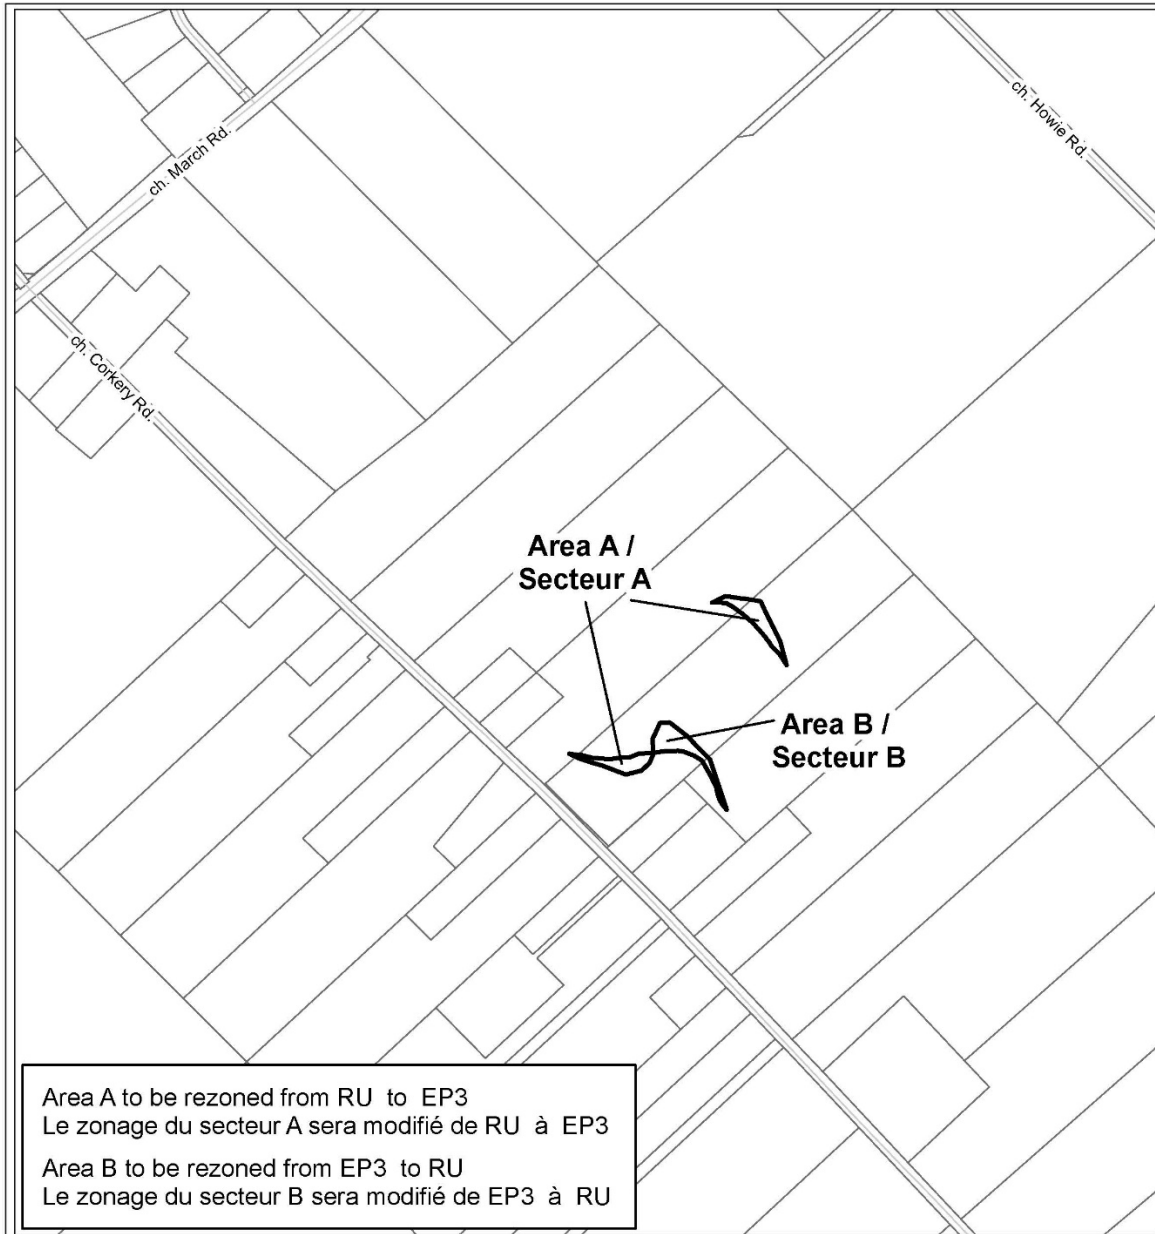 ch. March Rd.
ch. Howie Rd.
ch. Corkery Rd.
Area A /
Secteur A
Area B /
Secteur B
Area A to be rezoned from RU to EP3
Le zonage du secteur A sera modifié de RU à EP3
Area B to be rezoned from EP3 to RU
Le zonage du secteur B sera modifié de EP3 à RU